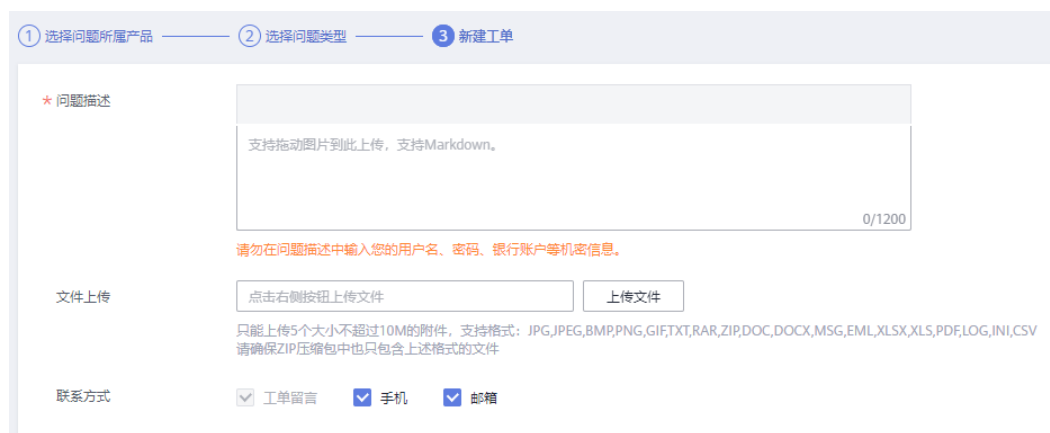 1 选择问题所属产品 2 选择问题类型 3 新建工单
* 问题描述
支持拖动图片到此上传，支持Markdown。
0/1200
请勿在问题描述中输入您的用户名、密码、银行账户等机密信息。
文件上传 点击右侧按钮上传文件 上传文件
只能上传5个大小不超过10M的附件，支持格式：JPG,JPEG,BMP,PNG,GIF,TXT,RAR,ZIP,DOC,DOCX,MSG,EML,XLSX,XLS,PDF,LOG,INI,CSV
请确保ZIP压缩包中也只包含上述格式的文件
联系方式 工单留言 手机 邮箱